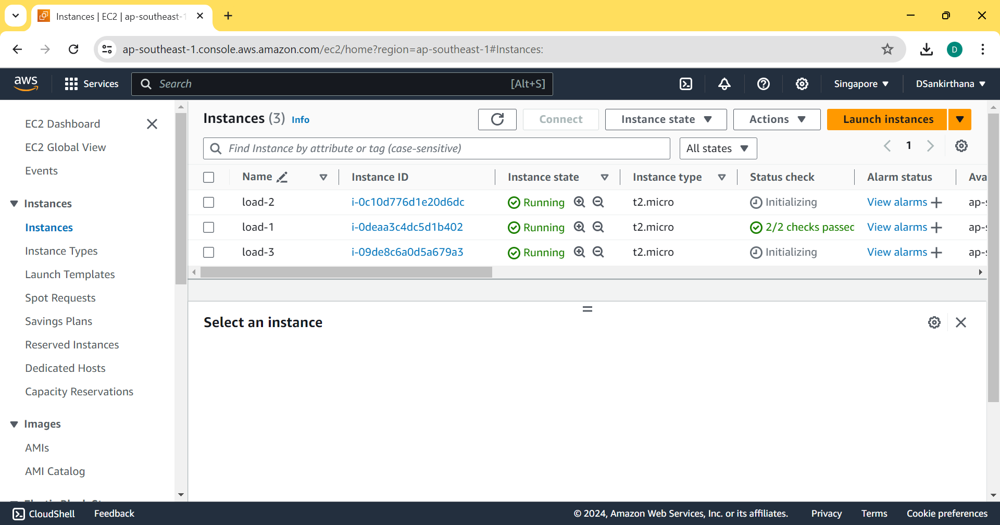 Instances | EC2 | ap-southeast-1
ap-southeast-1.console.aws.amazon.com/ec2/home?region=ap-southeast-1#Instances:
D
aws
Services
Search
[Alt+S]
Singapore
DSankirthana
EC2 Dashboard
EC2 Global View
Events
Instances
Instances
Instance Types
Launch Templates
Spot Requests
Savings Plans
Reserved Instances
Dedicated Hosts
Capacity Reservations
Images
AMIs
AMI Catalog
Instances (3) Info
Connect
Instance state
Actions
Launch instances
Find Instance by attribute or tag (case-sensitive)
All states
1
Name Instance ID Instance state Instance type Status check Alarm status Ava
load-2 i-0c10d776d1e20d6dc Running t2.micro Initializing View alarms ap-s
load-1 i-0deaa3c4dc5d1b402 Running t2.micro 2/2 checks passed View alarms ap-s
load-3 i-09de8c6a0d5a679a3 Running t2.micro Initializing View alarms ap-s
Select an instance
CloudShell Feedback © 2024, Amazon Web Services, Inc. or its affiliates. Privacy Terms Cookie preferences